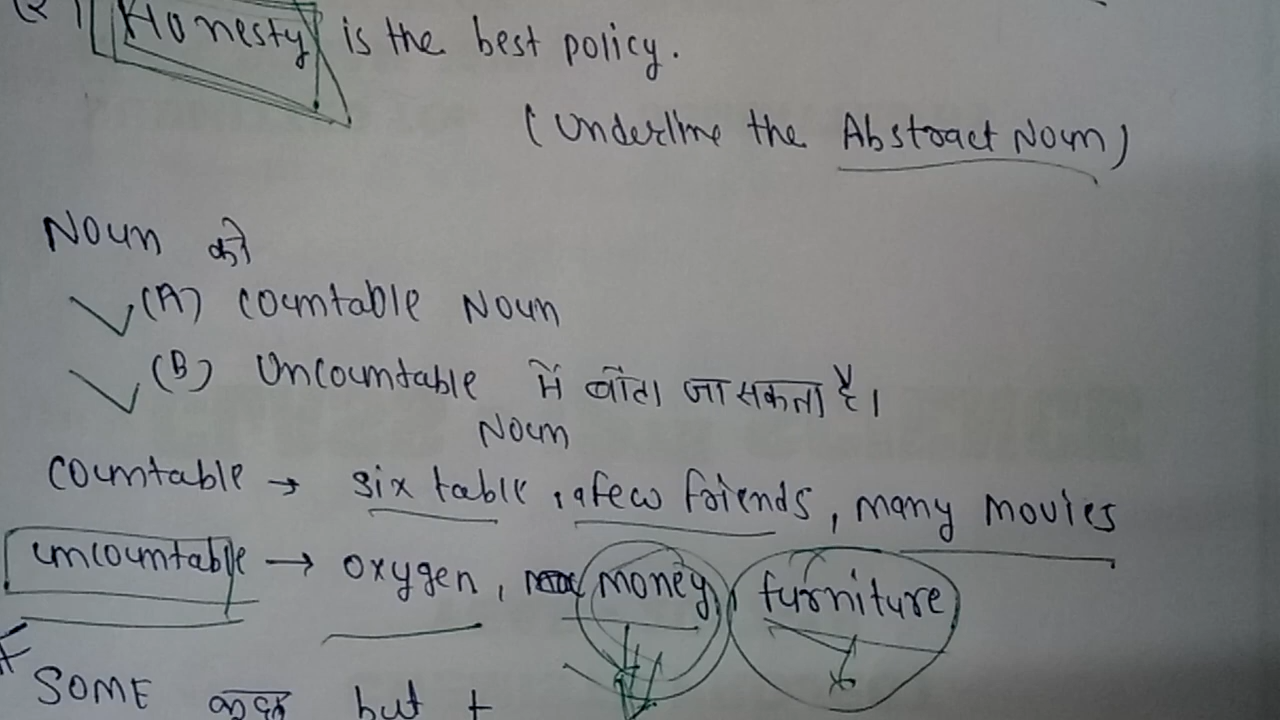 Honesty is the best policy.
(Underline the Abstract Noun)
Noun को
(A) Countable Noun
(B) Uncountable में बाँटा जा सकता है।
Noun
Countable → six table, a few friends, many movies
uncountable → oxygen, money, furniture
SOME but